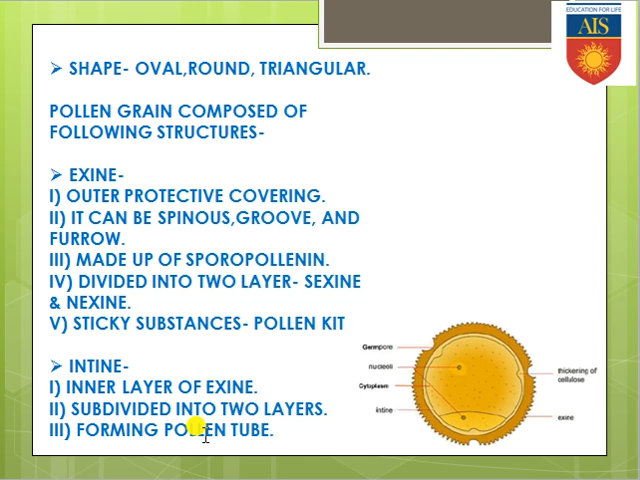 EDUCATION FOR LIFE
AIS
➢ SHAPE- OVAL,ROUND, TRIANGULAR.
POLLEN GRAIN COMPOSED OF
FOLLOWING STRUCTURES-
➢ EXINE-
I) OUTER PROTECTIVE COVERING.
II) IT CAN BE SPINOUS,GROOVE, AND
FURROW.
III) MADE UP OF SPOROPOLLENIN.
IV) DIVIDED INTO TWO LAYER- SEXINE
& NEXINE.
V) STICKY SUBSTANCES- POLLEN KIT
➢ INTINE-
I) INNER LAYER OF EXINE.
II) SUBDIVIDED INTO TWO LAYERS.
III) FORMING POLLEN TUBE.
Germpore
nucleoli
Cytoplasm
intine
thickening of
cellulose
exine